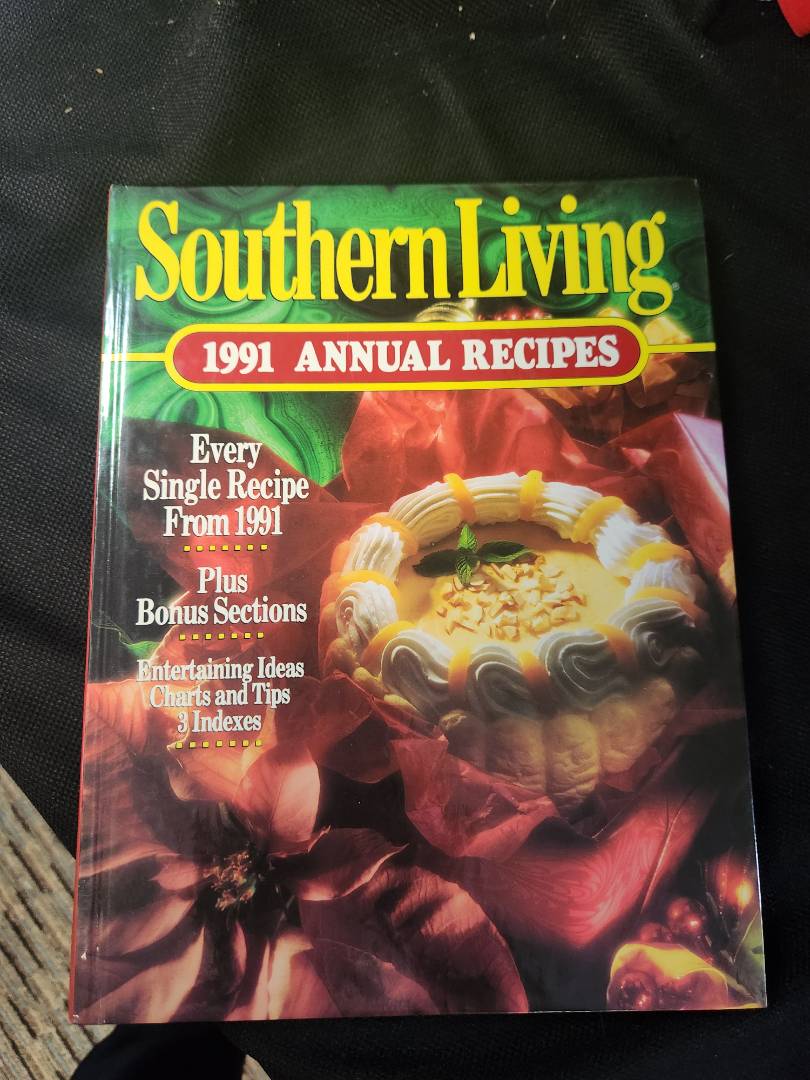 Southern Living®
1991 ANNUAL RECIPES
Every
Single Recipe
From 1991
Plus
Bonus Sections
Entertaining Ideas
Charts and Tips
3 Indexes